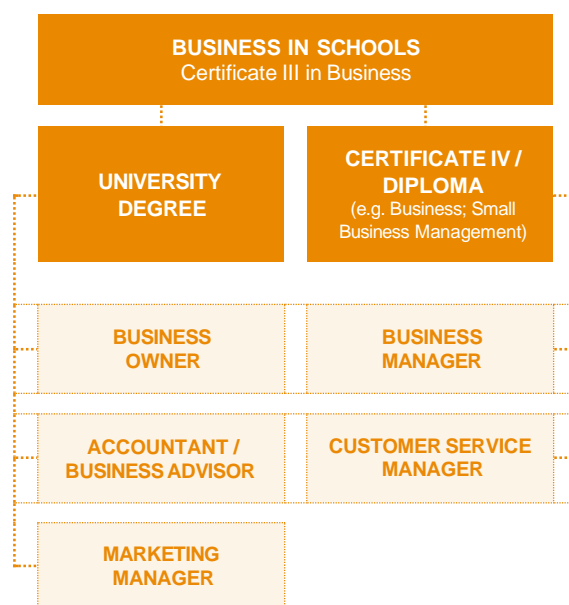 BUSINESS IN SCHOOLS
Certificate III in Business
UNIVERSITY
DEGREE
CERTIFICATE IV /
DIPLOMA
(e.g. Business; Small
Business Management)
BUSINESS
OWNER
BUSINESS
MANAGER
ACCOUNTANT /
BUSINESS ADVISOR
CUSTOMER SERVICE
MANAGER
MARKETING
MANAGER